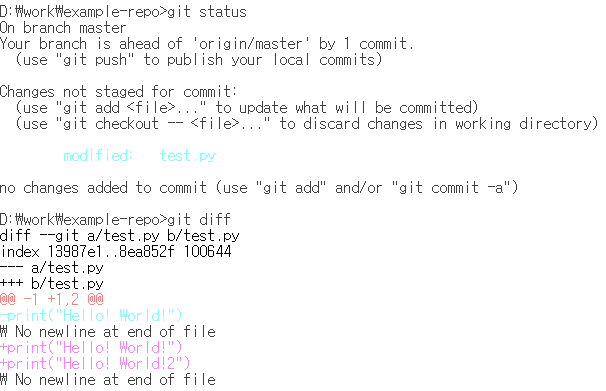 D:₩work₩example-repo>git status
On branch master
Your branch is ahead of 'origin/master' by 1 commit.
  (use "git push" to publish your local commits)

Changes not staged for commit:
  (use "git add <file>..." to update what will be committed)
  (use "git checkout -- <file>..." to discard changes in working directory)

        modified:   test.py

no changes added to commit (use "git add" and/or "git commit -a")

D:₩work₩example-repo>git diff
diff --git a/test.py b/test.py
index 13987e1..8ea852f 100644
--- a/test.py
+++ b/test.py
@@ -1 +1,2 @@
-print("Hello! World!")
₩ No newline at end of file
+print("Hello! World!")
+print("Hello! World!2")
₩ No newline at end of file